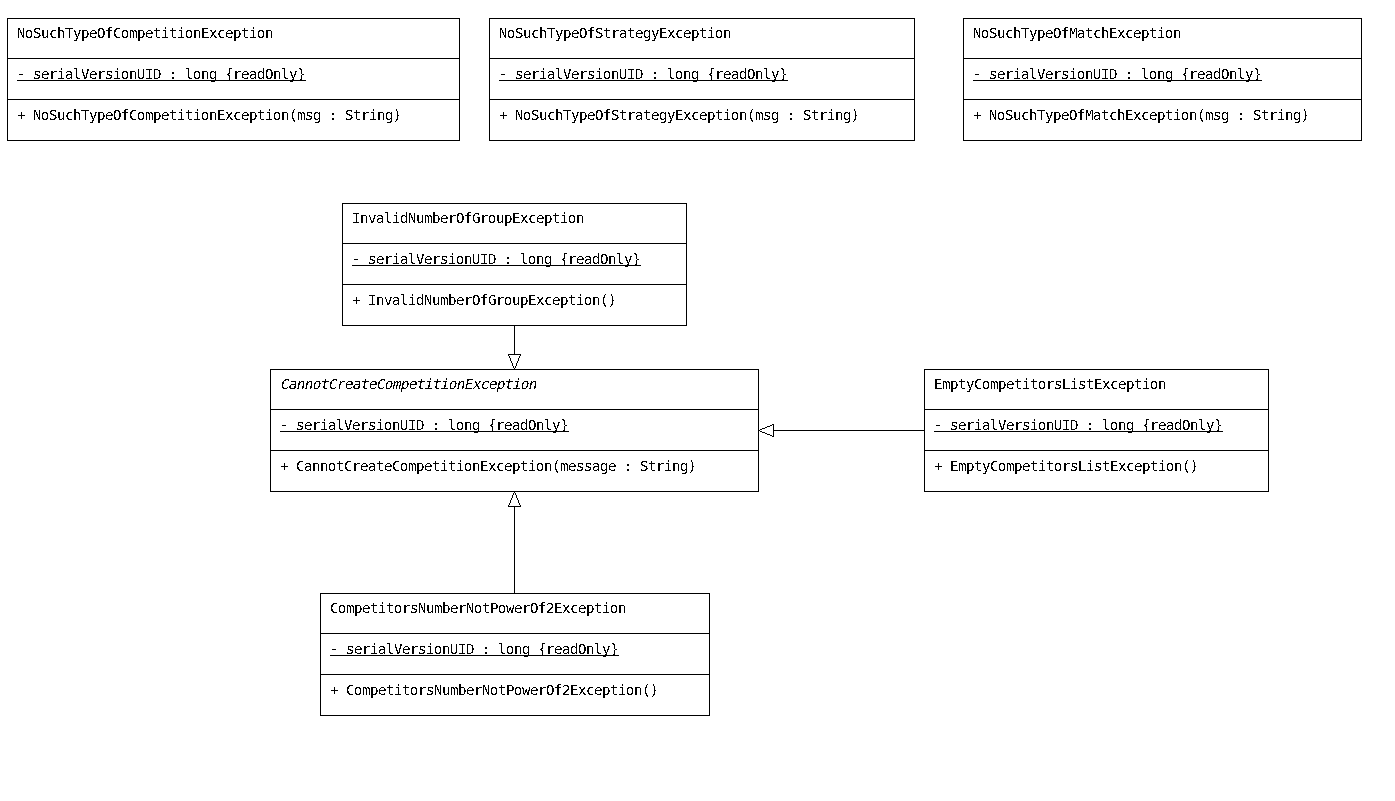 NoSuchTypeOfCompetitionException
- serialVersionUID : long {readOnly}
+ NoSuchTypeOfCompetitionException(msg : String)
NoSuchTypeOfStrategyException
- serialVersionUID : long {readOnly}
+ NoSuchTypeOfStrategyException(msg : String)
NoSuchTypeOfMatchException
- serialVersionUID : long {readOnly}
+ NoSuchTypeOfMatchException(msg : String)
InvalidNumberOfGroupException
- serialVersionUID : long {readOnly}
+ InvalidNumberOfGroupException()
CannotCreateCompetitionException
- serialVersionUID : long {readOnly}
+ CannotCreateCompetitionException(message : String)
EmptyCompetitorsListException
- serialVersionUID : long {readOnly}
+ EmptyCompetitorsListException()
CompetitorsNumberNotPowerOf2Exception
- serialVersionUID : long {readOnly}
+ CompetitorsNumberNotPowerOf2Exception()